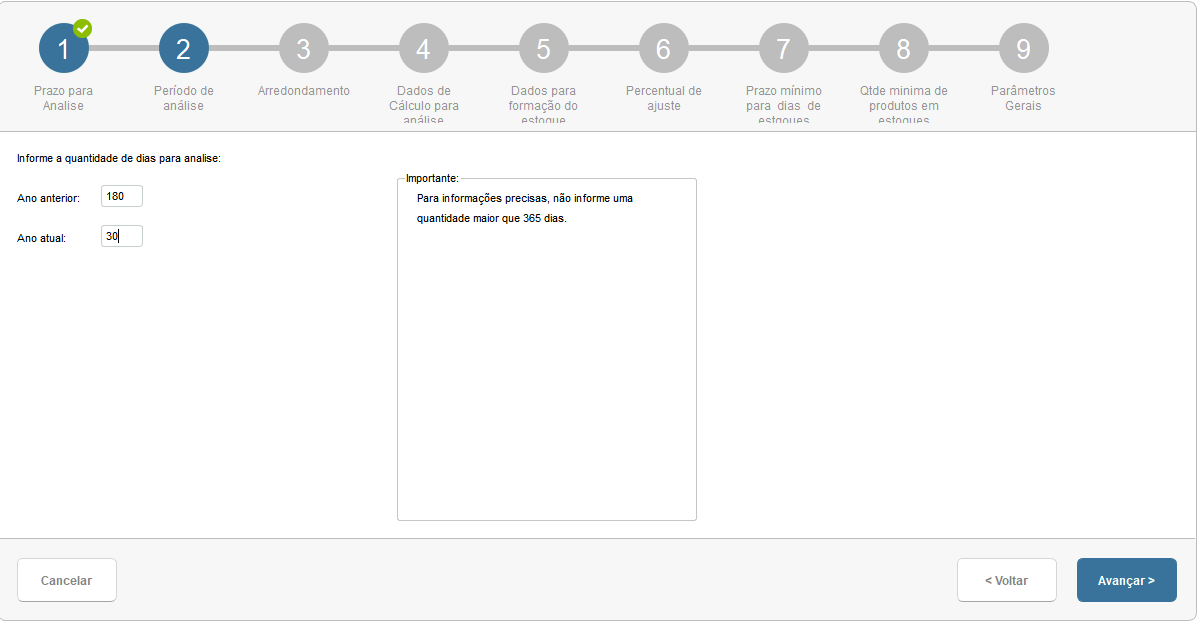 1 2 3 4 5 6 7 8 9
Prazo para
Analise
Período de
análise
Arredondamento
Dados de
Cálculo para
análise
Dados para
formação do
estoque
Percentual de
ajuste
Prazo mínimo
para dias de
estoques
Qtde minima de
produtos em
estoques
Parâmetros
Gerais
Informe a quantidade de dias para analise:
Ano anterior: 180
Ano atual: 30
Importante:
Para informações precisas, não informe uma
quantidade maior que 365 dias.
Cancelar
< Voltar
Avançar >